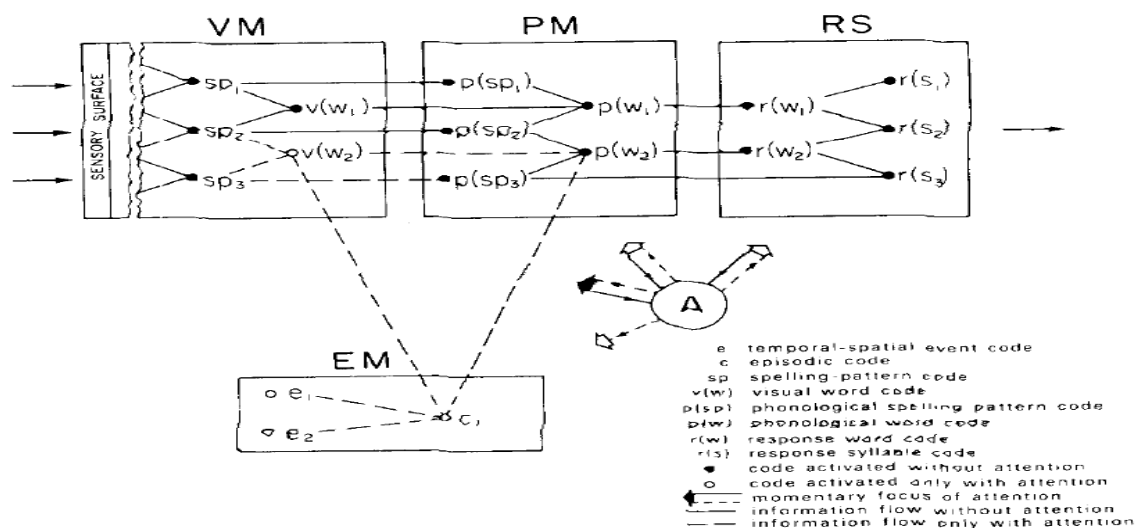 VM PM RS
SENSORY SURFACE
sp₁ p(sp₁) r(s₁)
v(w₁) p(w₁) r(w₁)
sp₂ p(sp₂) r(s₂)
v(w₂) p(w₂) r(w₂)
sp₃ p(sp₃) r(s₃)
A
EM
e₁
c₁
e₂
e temporal-spatial event code
c episodic code
sp spelling-pattern code
v(w) visual word code
p(sp) phonological spelling pattern code
p(w) phonological word code
r(w) response word code
r(s) response syllable code
code activated without attention
code activated only with attention
momentary focus of attention
information flow without attention
information flow only with attention